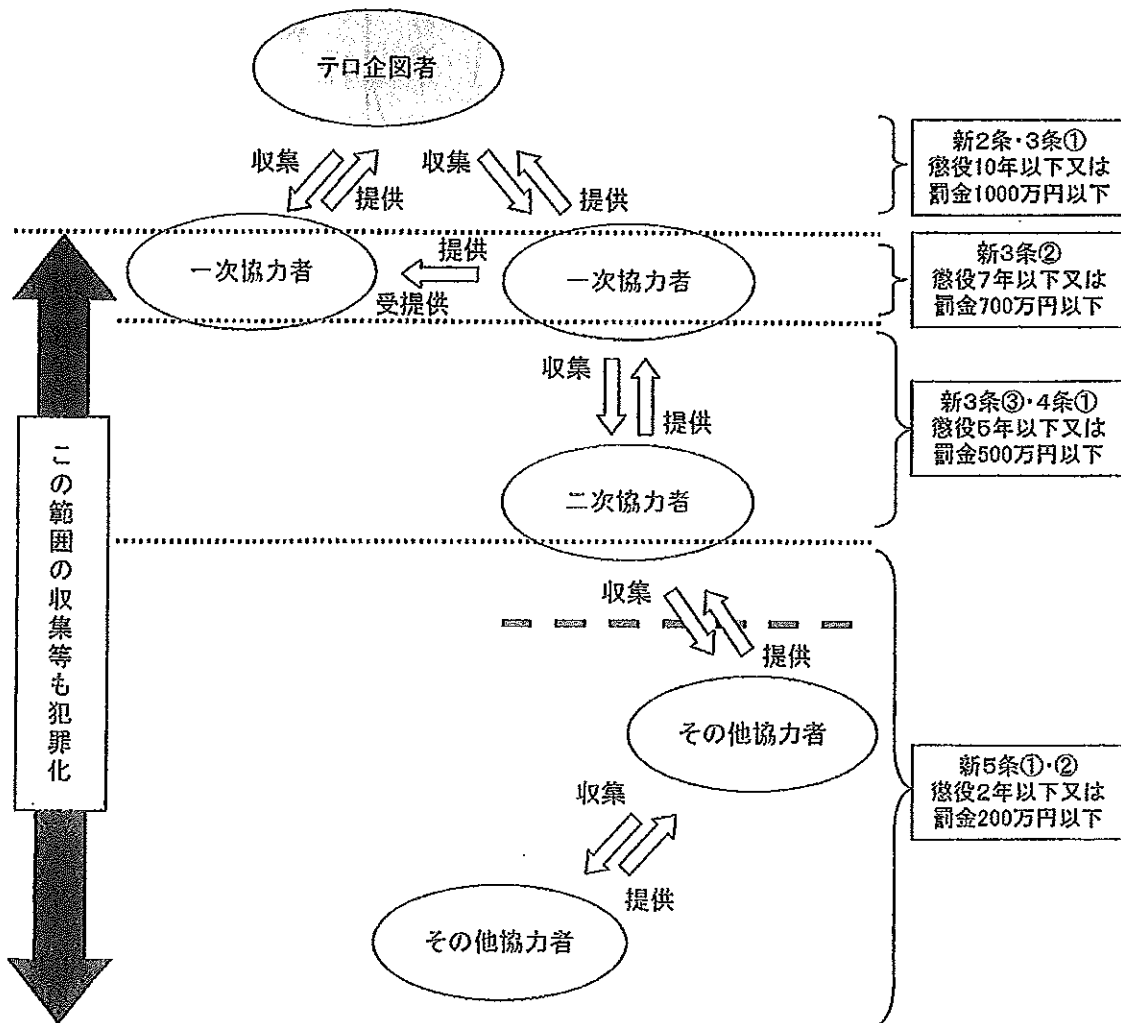 テロ企図者
収集
提供
収集
提供
新2条・3条①
懲役10年以下又は
罰金1000万円以下
一次協力者
提供
受提供
一次協力者
新3条②
懲役7年以下又は
罰金700万円以下
収集
提供
新3条③・4条①
懲役5年以下又は
罰金500万円以下
二次協力者
この範囲の収集等も犯罪化
収集
提供
その他協力者
新5条①・②
懲役2年以下又は
罰金200万円以下
収集
提供
その他協力者